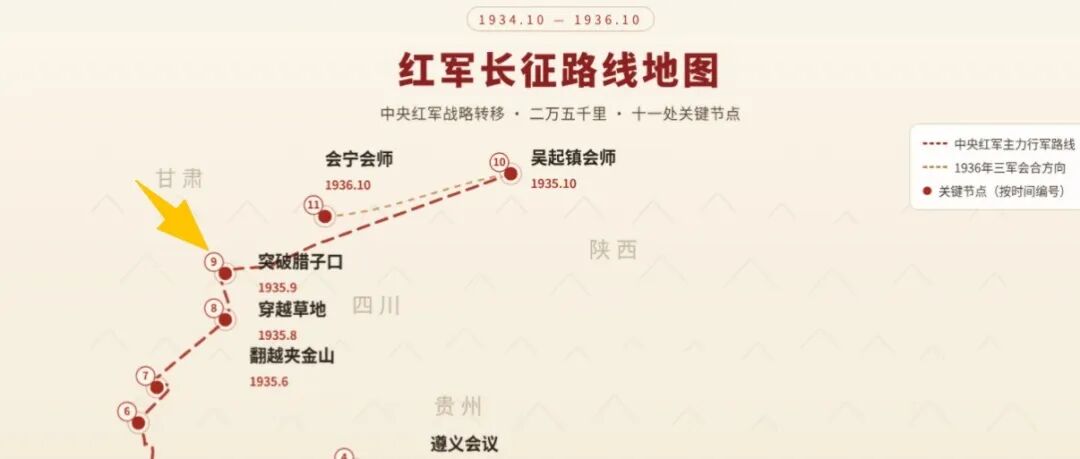 1934.10 — 1936.10
红军长征路线地图
中央红军战略转移 · 二万五千里 · 十一处关键节点
中央红军主力行军路线
1936年三军会合方向
关键节点（按时间编号）
会宁会师
1936.10
11
10
吴起镇会师
1935.10
甘肃
陕西
9
突破腊子口
1935.9
四川
8
穿越草地
1935.8
翻越夹金山
1935.6
7
6
贵州
遵义会议
4